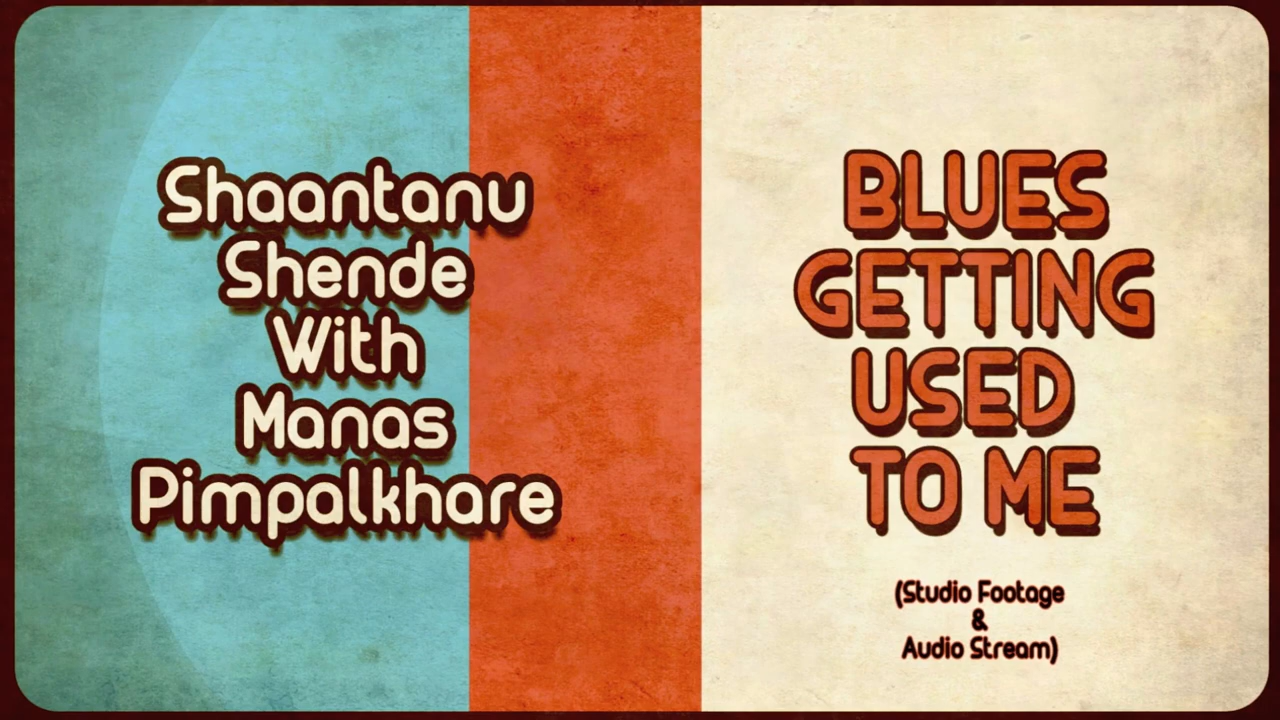 Shaantanu
Shende
With
Manas
Pimpalkhare
BLUES
GETTING
USED
TO ME
(Studio Footage
&
Audio Stream)